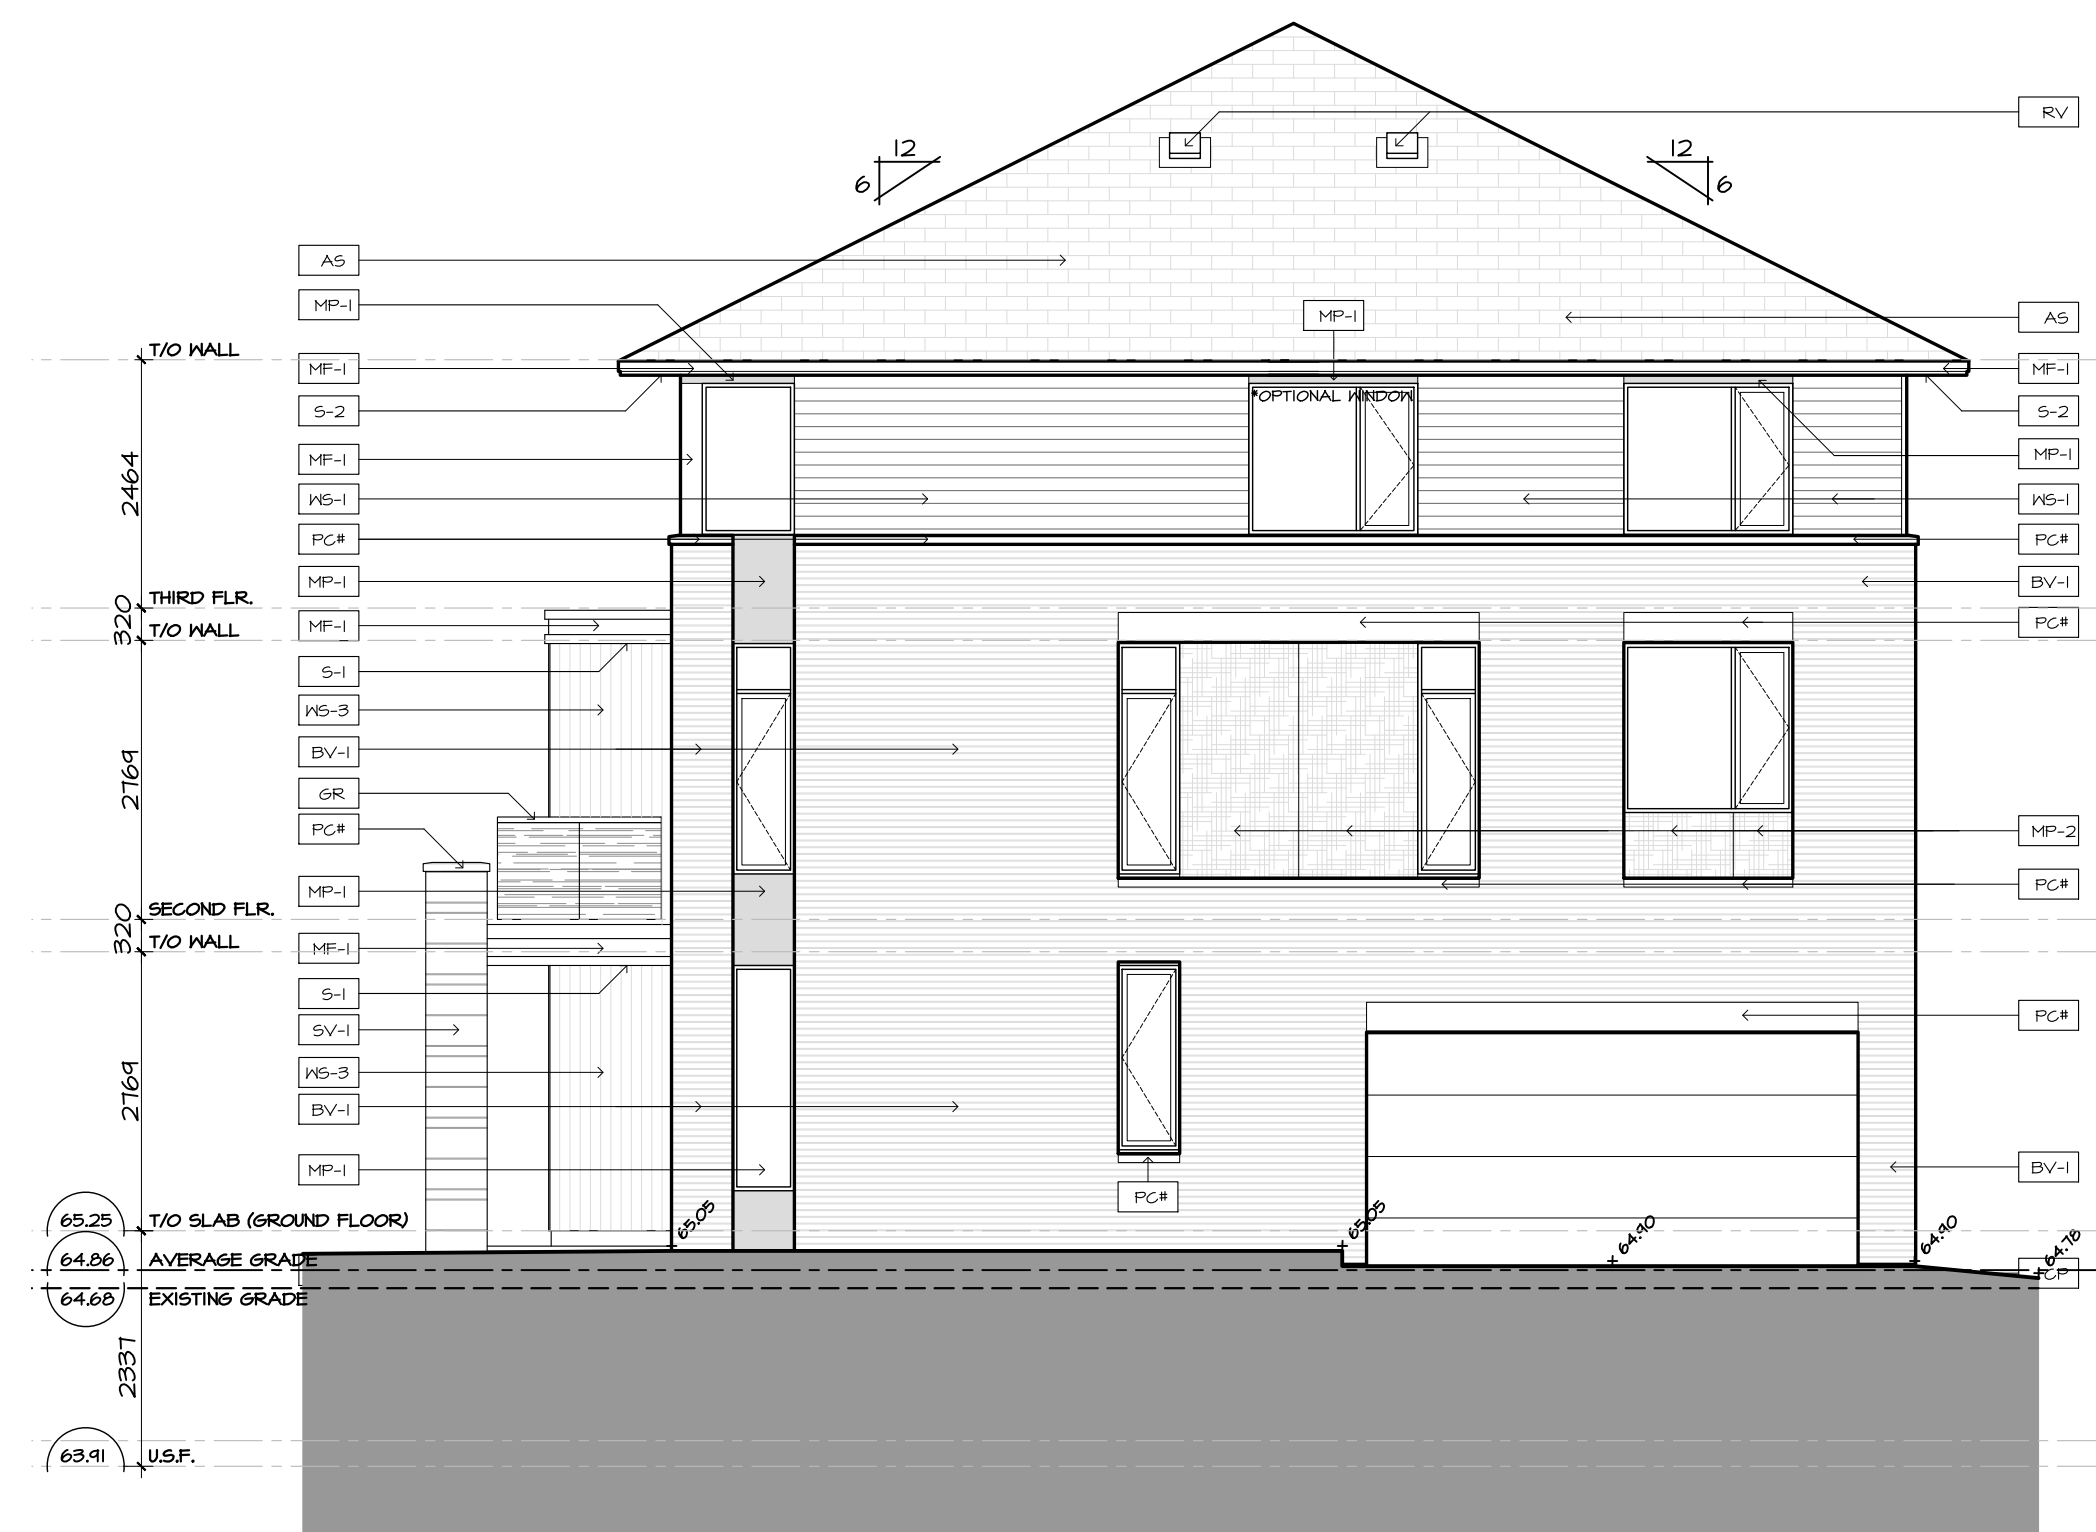 RV
12
12
6
6
AS
MP-1
MP-1
AS
T/O WALL
MF-1
MF-1
*OPTIONAL WINDOW
S-2
S-2
MF-1
MP-1
2464
WS-1
WS-1
PC#
PC#
MP-1
BV-1
THIRD FLR.
320
MF-1
PC#
T/O WALL
S-1
WS-3
BV-1
2769
GR
PC#
MP-2
MP-1
PC#
SECOND FLR.
320
T/O WALL
MF-1
S-1
PC#
SV-1
WS-3
2769
BV-1
MP-1
BV-1
PC#
65.25
T/O SLAB (GROUND FLOOR)
65.05
65.05
64.90
64.90
64.78
64.86
AVERAGE GRADE
CP
64.68
EXISTING GRADE
2337
63.91
U.S.F.